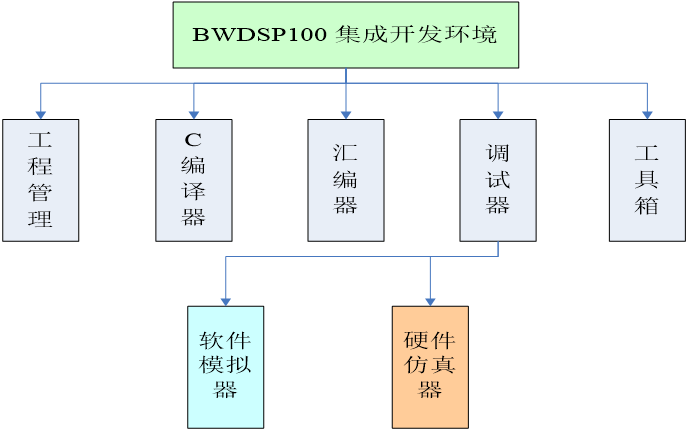 BWDSP100 集成开发环境
工
程
管
理
C
编
译
器
汇
编
器
调
试
器
工
具
箱
软件
模拟
器
硬件
仿真
器